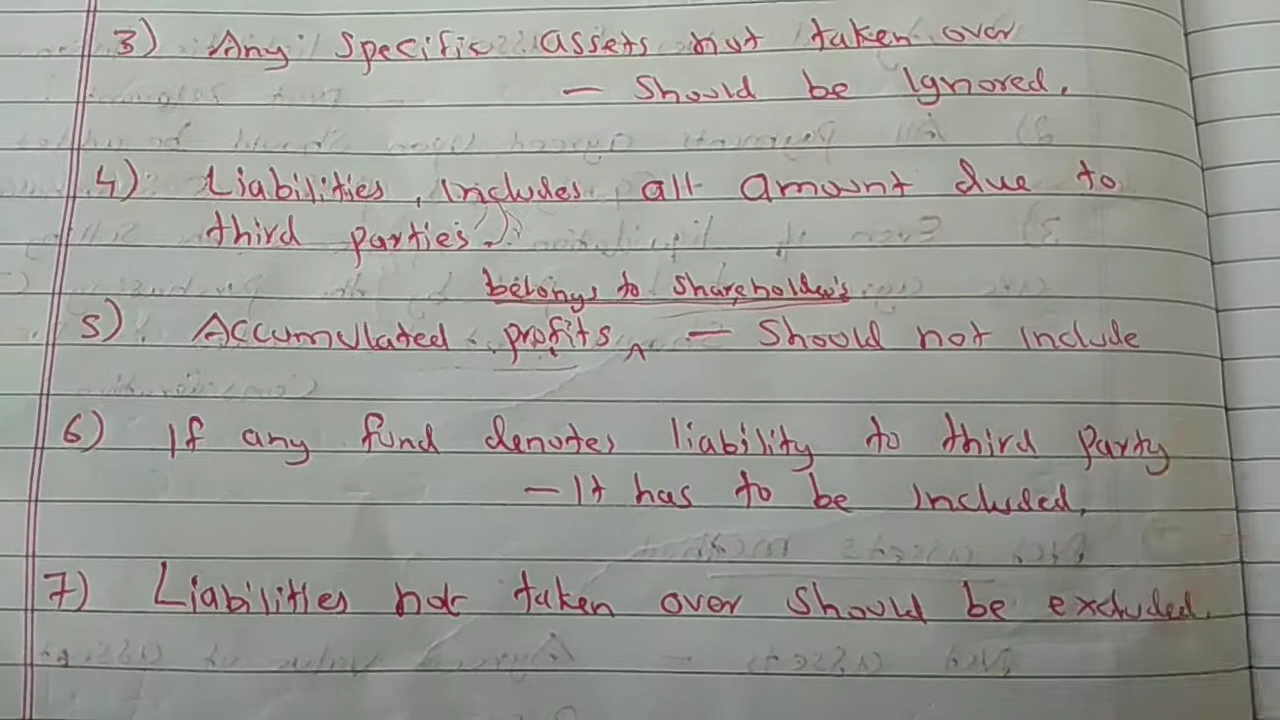 3) Any specific assets not taken over
— Should be Ignored.
4) Liabilities, Includes all amount due to
third parties.
belongs to shareholder's
5) Accumulated profits ^ — Should not include
6) If any fund denotes liability to third party
— It has to be Included.
7) Liabilities not taken over should be excluded.